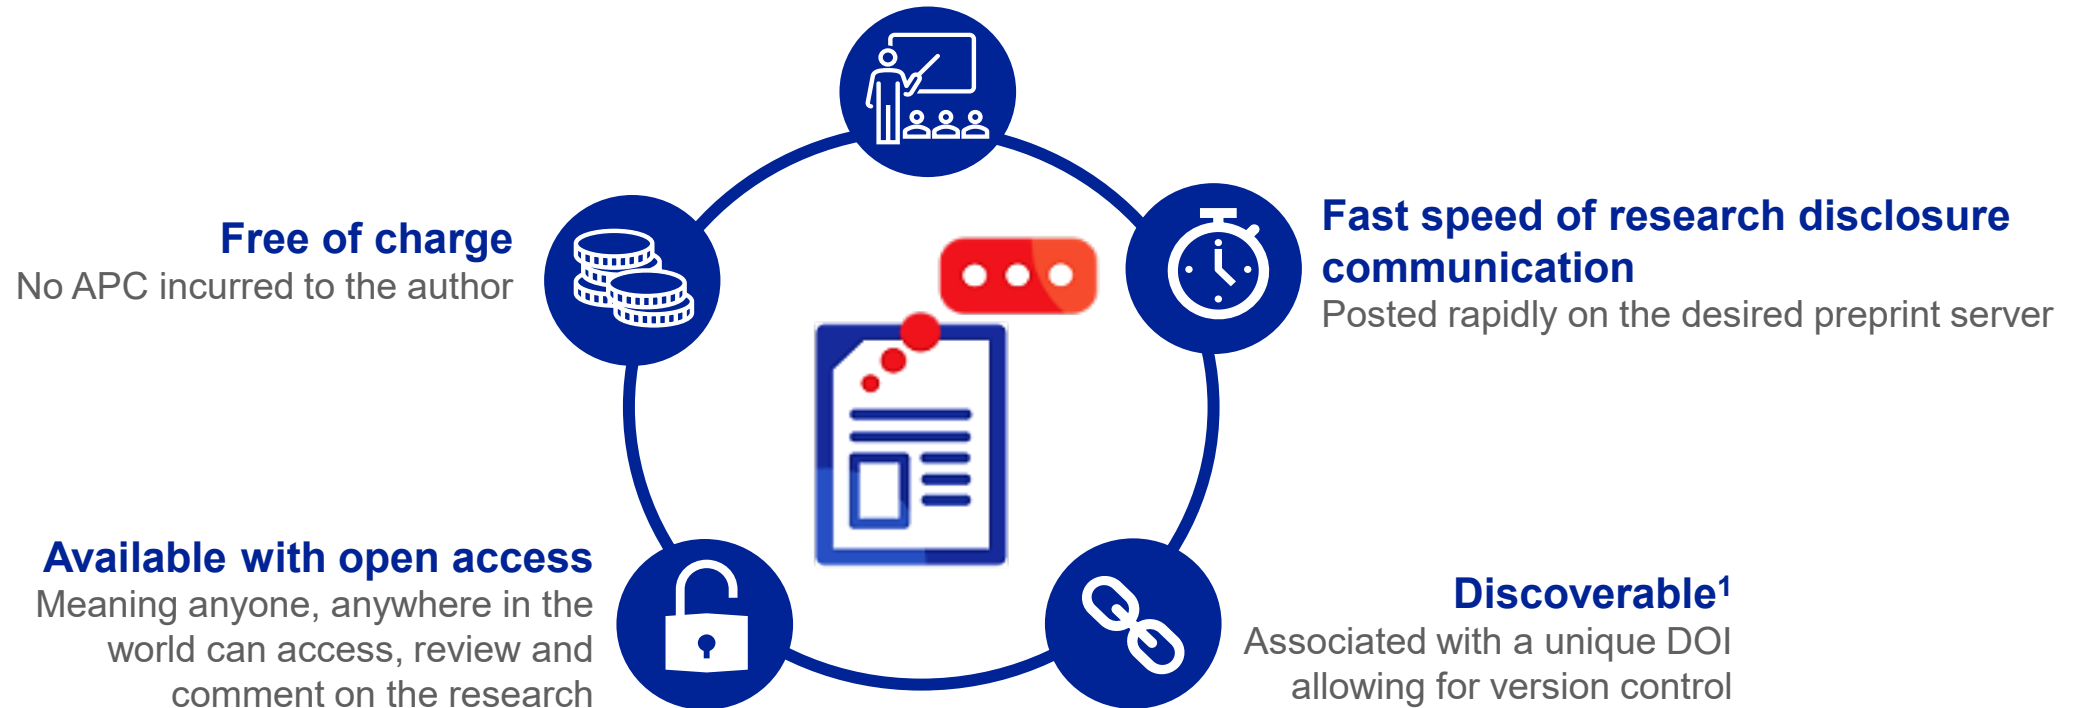 Free of charge
No APC incurred to the author
Fast speed of research disclosure
communication
Posted rapidly on the desired preprint server
Available with open access
Meaning anyone, anywhere in the
world can access, review and
comment on the research
Discoverable¹
Associated with a unique DOI
allowing for version control